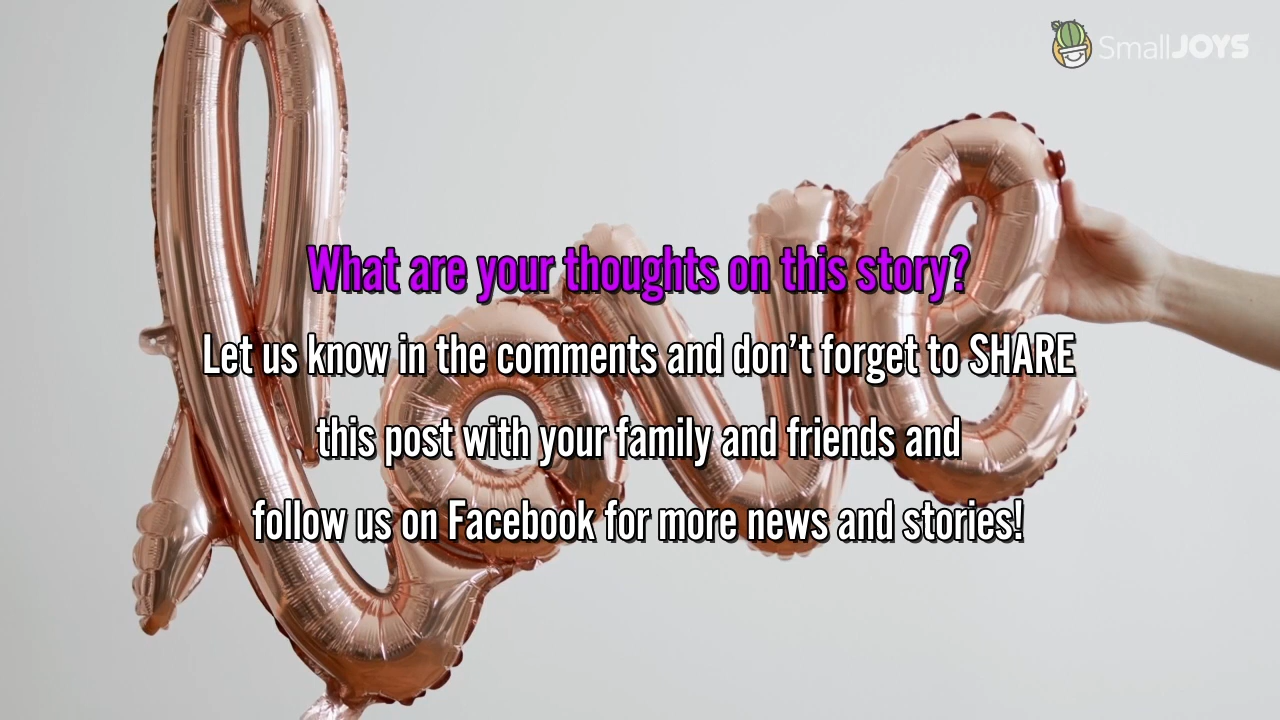 SmallJOYS
love
What are your thoughts on this story?
Let us know in the comments and don’t forget to SHARE
this post with your family and friends and
follow us on Facebook for more news and stories!